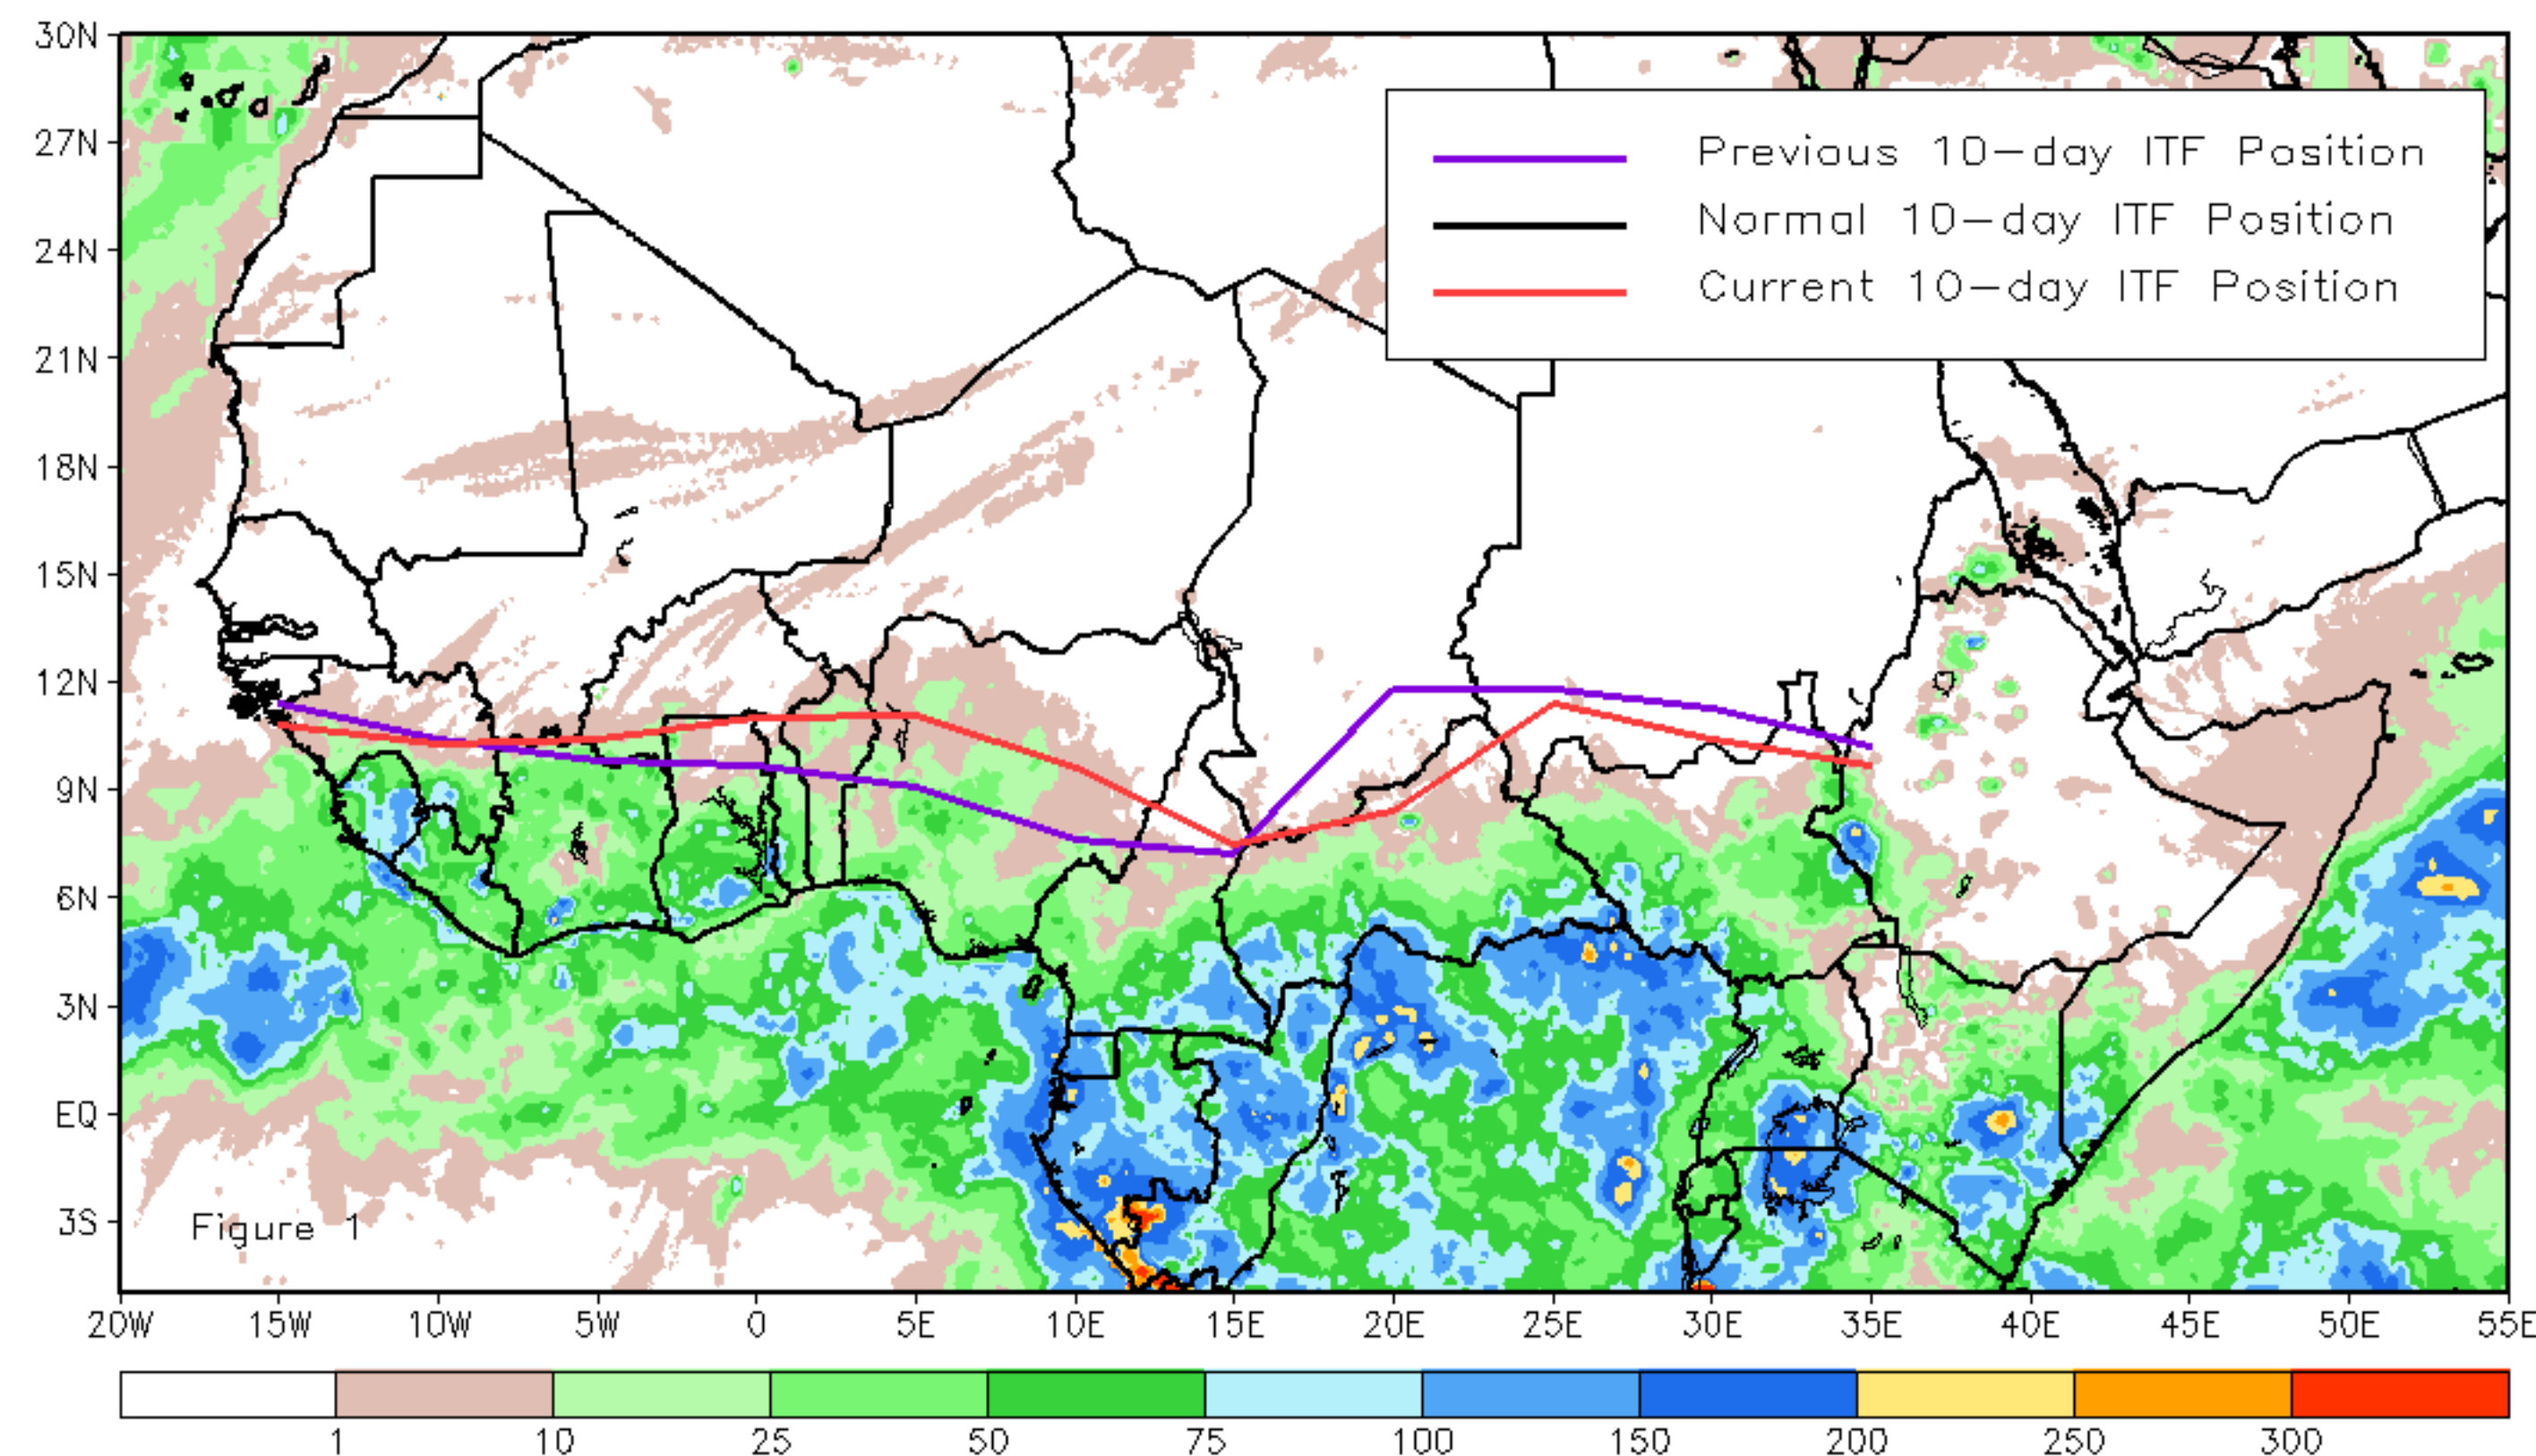 30N
27N
24N
21N
18N
15N
12N
9N
6N
3N
EQ
3S
Previous 10-day ITF Position
Normal 10-day ITF Position
Current 10-day ITF Position
Figure 1
20W 15W 10W 5W 0 5E 10E 15E 20E 25E 30E 35E 40E 45E 50E 55E
1 10 25 50 75 100 150 200 250 300